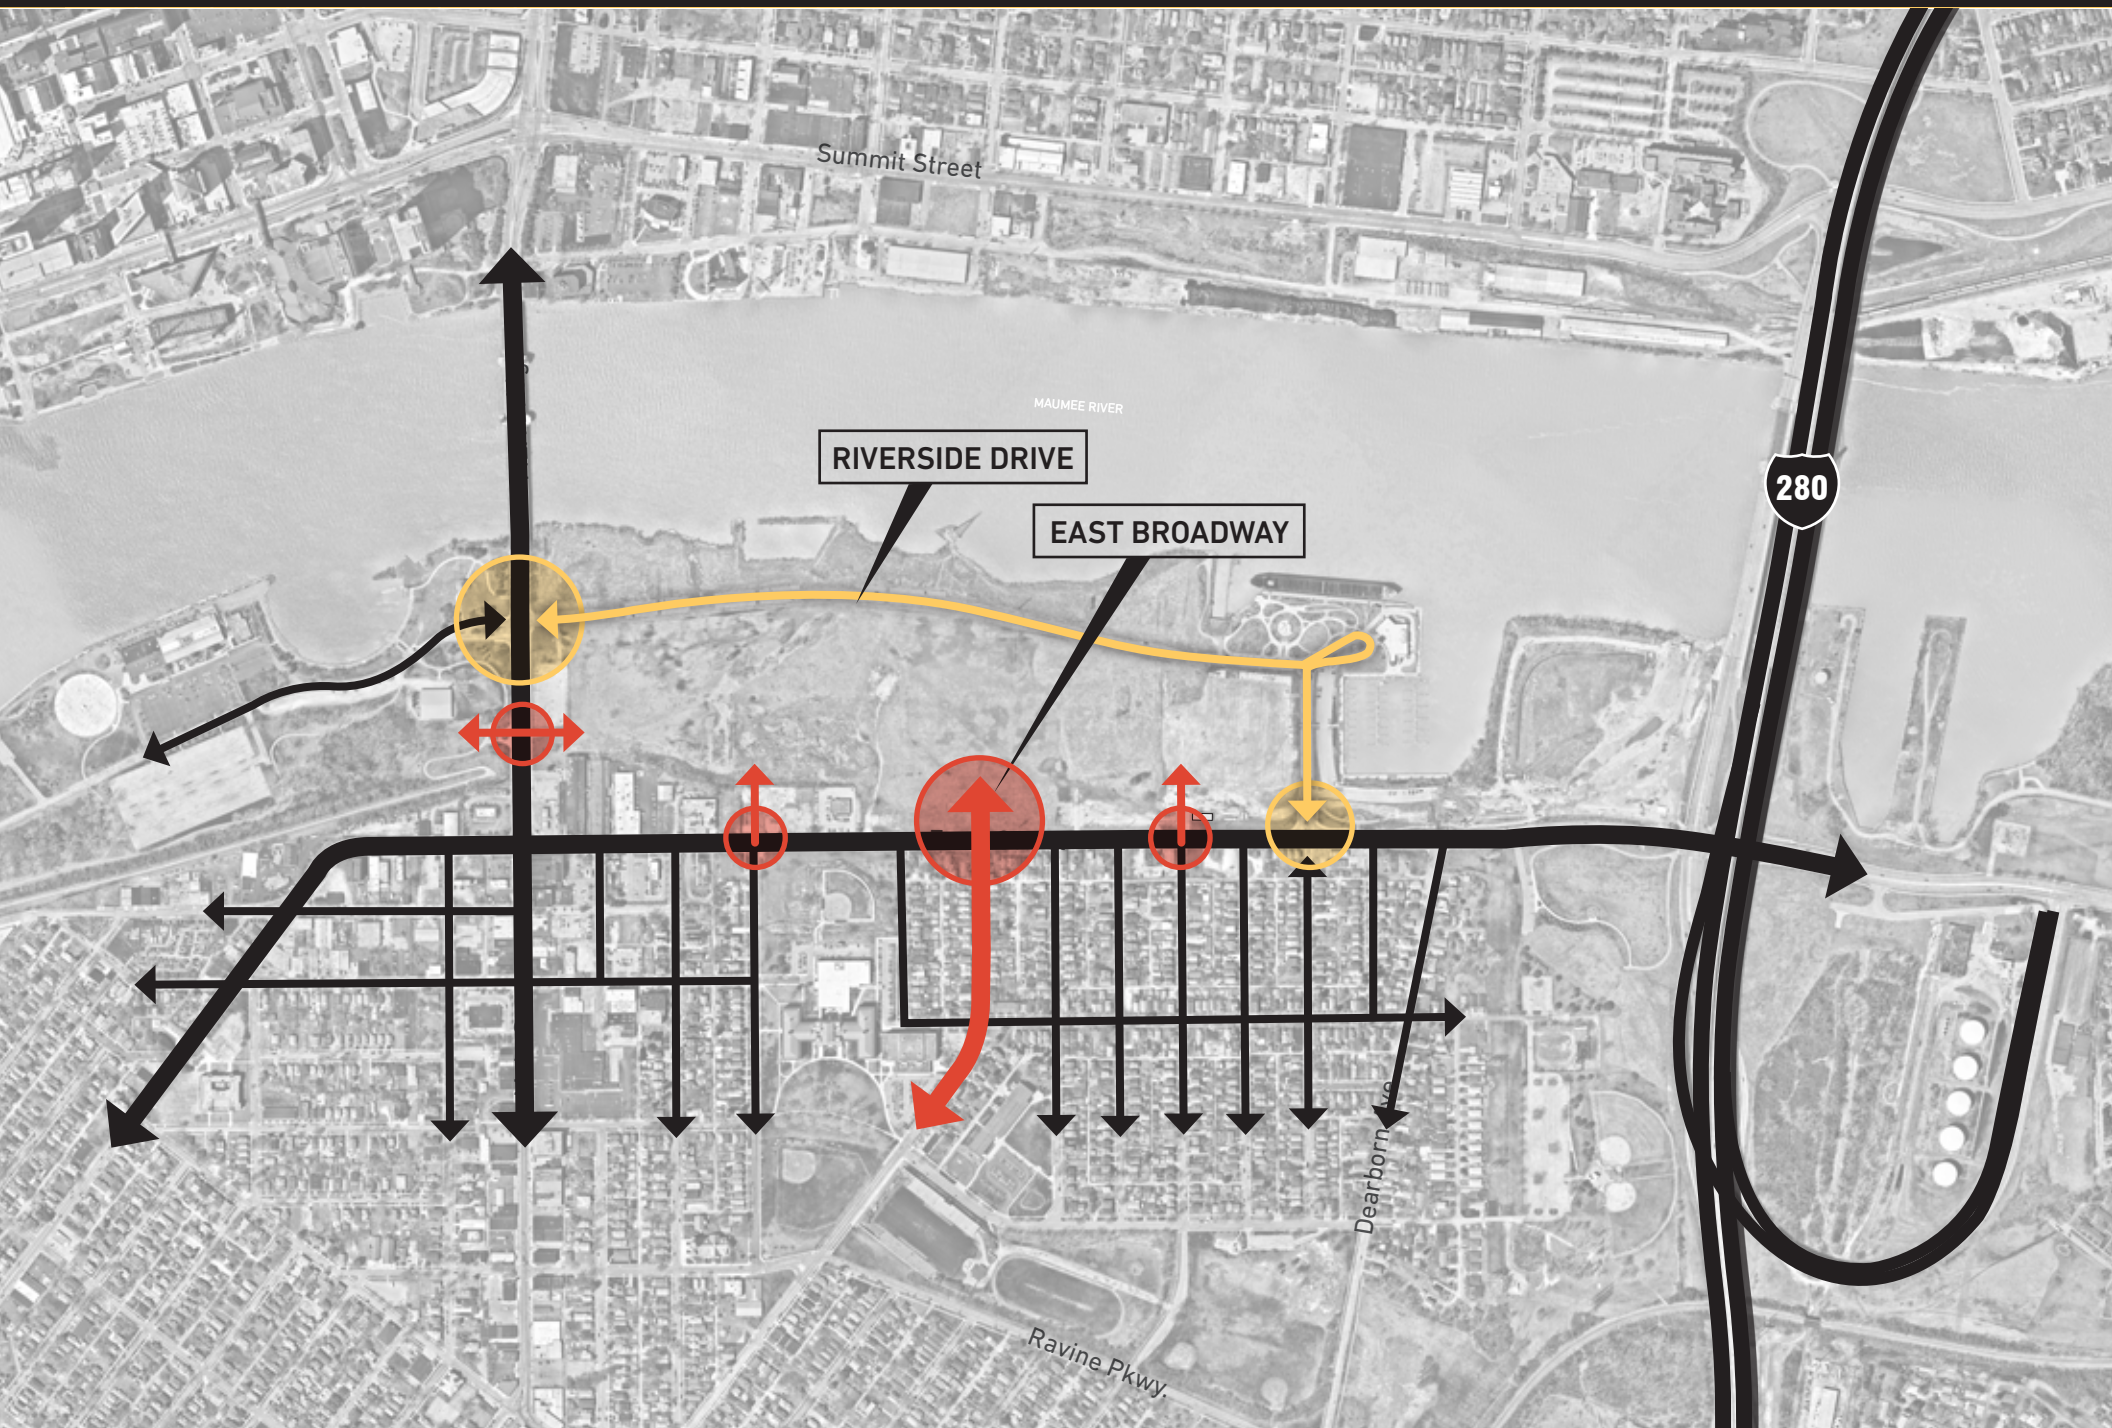 Summit Street
MAUMEE RIVER
RIVERSIDE DRIVE
280
EAST BROADWAY
Dearborn
Ravine Pkwy.